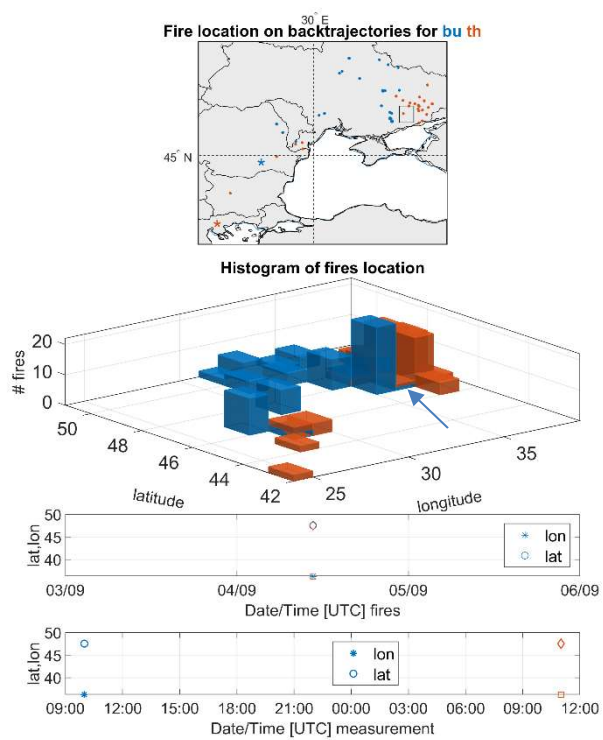 30° E
Fire location on backtrajectories for bu th
45° N
Histogram of fires location
# fires
20
10
0
50
48
46
44
42
latitude
25
30
35
longitude
lat,lon
50
45
40
lon
lat
03/09 04/09 05/09 06/09
Date/Time [UTC] fires
lat,lon
50
45
40
lon
lat
09:00 12:00 15:00 18:00 21:00 00:00 03:00 06:00 09:00 12:00
Date/Time [UTC] measurement